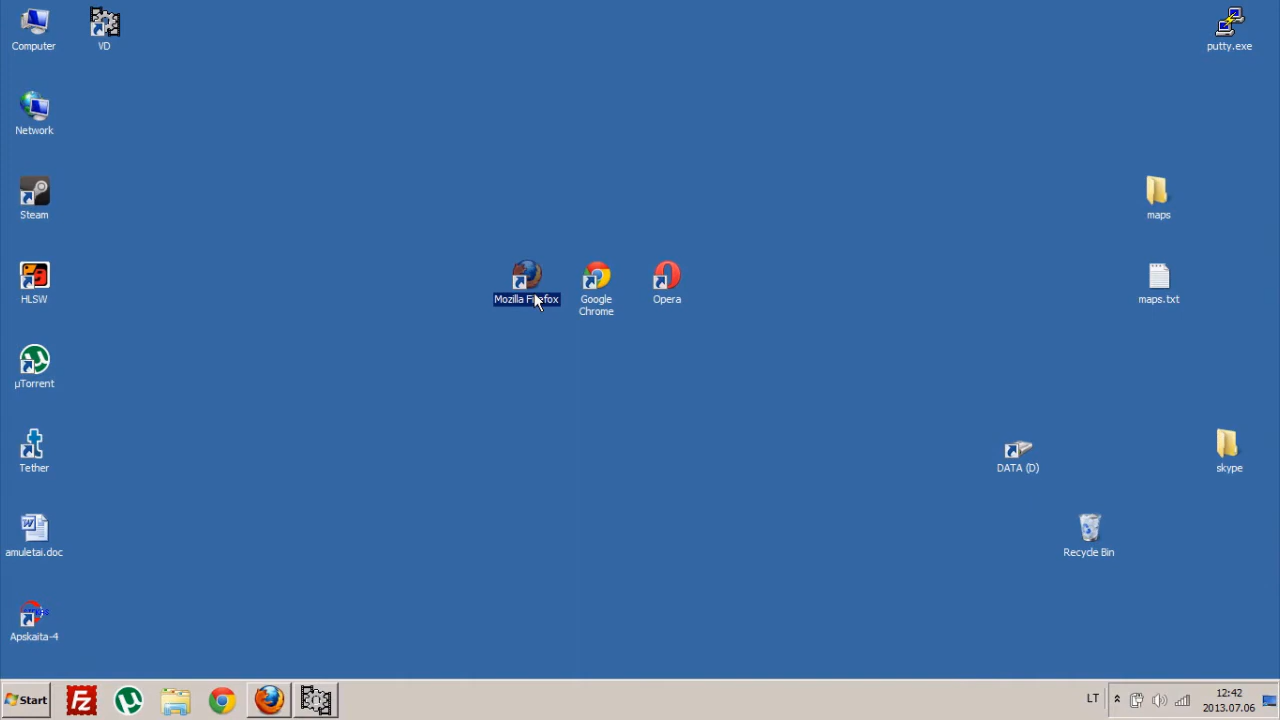 Computer
VD
putty.exe
Network
Steam
maps
HLSW
Mozilla Firefox
Google
Chrome
Opera
maps.txt
µTorrent
Tether
DATA (D)
skype
amuletai.doc
Recycle Bin
Apskaita-4
Start
LT
12:42
2013.07.06